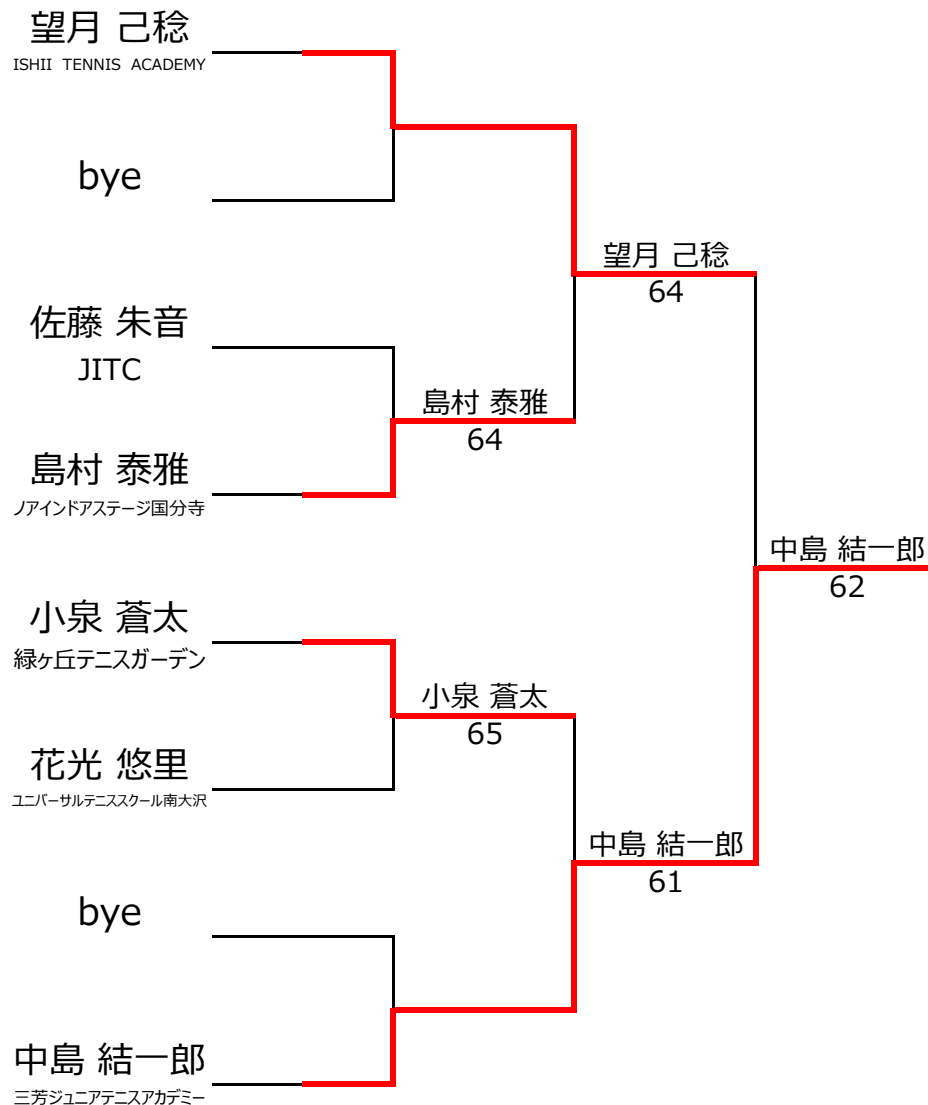 望月 己稔
ISHII TENNIS ACADEMY
bye
佐藤 朱音
JITC
島村 泰雅
ノアインドアステージ国分寺
小泉 蒼太
緑ヶ丘テニスガーデン
花光 悠里
ユニバーサルテニススクール南大沢
bye
中島 結一郎
三芳ジュニアテニスアカデミー
島村 泰雅
64
小泉 蒼太
65
望月 己稔
64
中島 結一郎
61
中島 結一郎
62